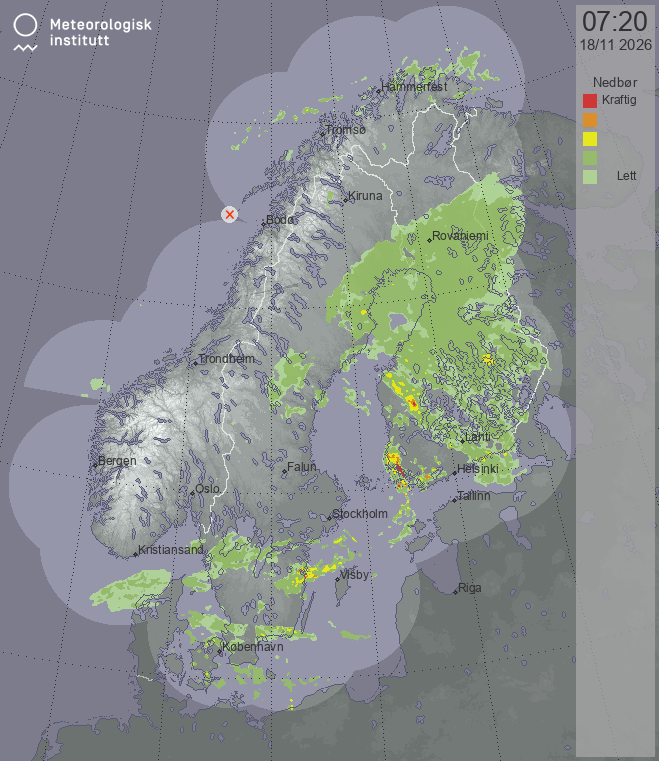 Meteorologisk
institutt
07:20
18/11 2026
Nedbør
Kraftig
Lett
Hammerfest
Tromsø
Kiruna
Bodø
Rovaniemi
Trondheim
Lahti
Bergen
Falun
Helsinki
Oslo
Tallinn
Stockholm
Kristiansand
Visby
Riga
København